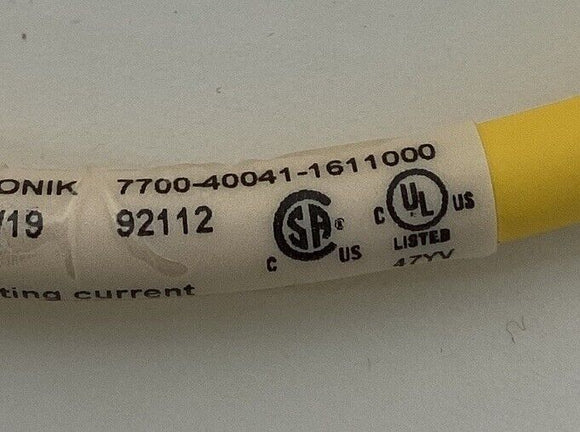 ONIK 7700-40041-1611000
/19 92112 C SA ® US C UL US
LISTED
47YV
ting current